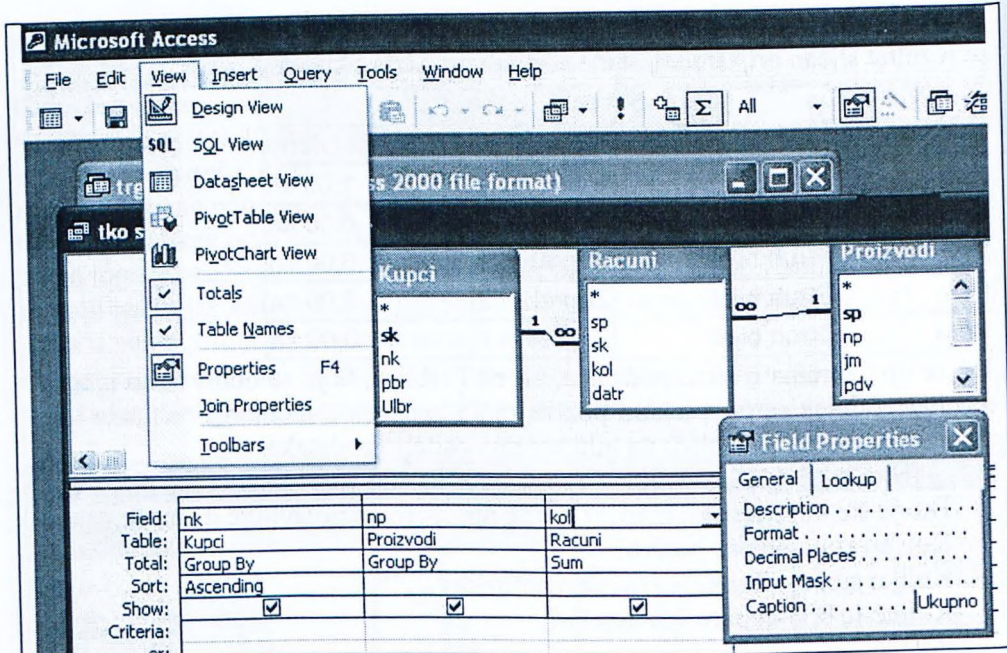 Microsoft Access
File Edit View Insert Query Tools Window Help
All
Design View
SQL SQL View
Datasheet View
PivotTable View
PivotChart View
Totals
Table Names
Properties F4
Join Properties
Toolbars
trg
ss 2000 file format)
tko s
Kupci
*
sk
nk
pbr
Ulbr
1 ∞
Racuni
*
sp
sk
kol
datr
∞ 1
Proizvodi
*
sp
np
jm
pdv
Field Properties
General Lookup
Description
Format
Decimal Places
Input Mask
Caption Ukupno
Field: nk np kol
Table: Kupci Proizvodi Racuni
Total: Group By Group By Sum
Sort: Ascending
Show:
Criteria:
or: